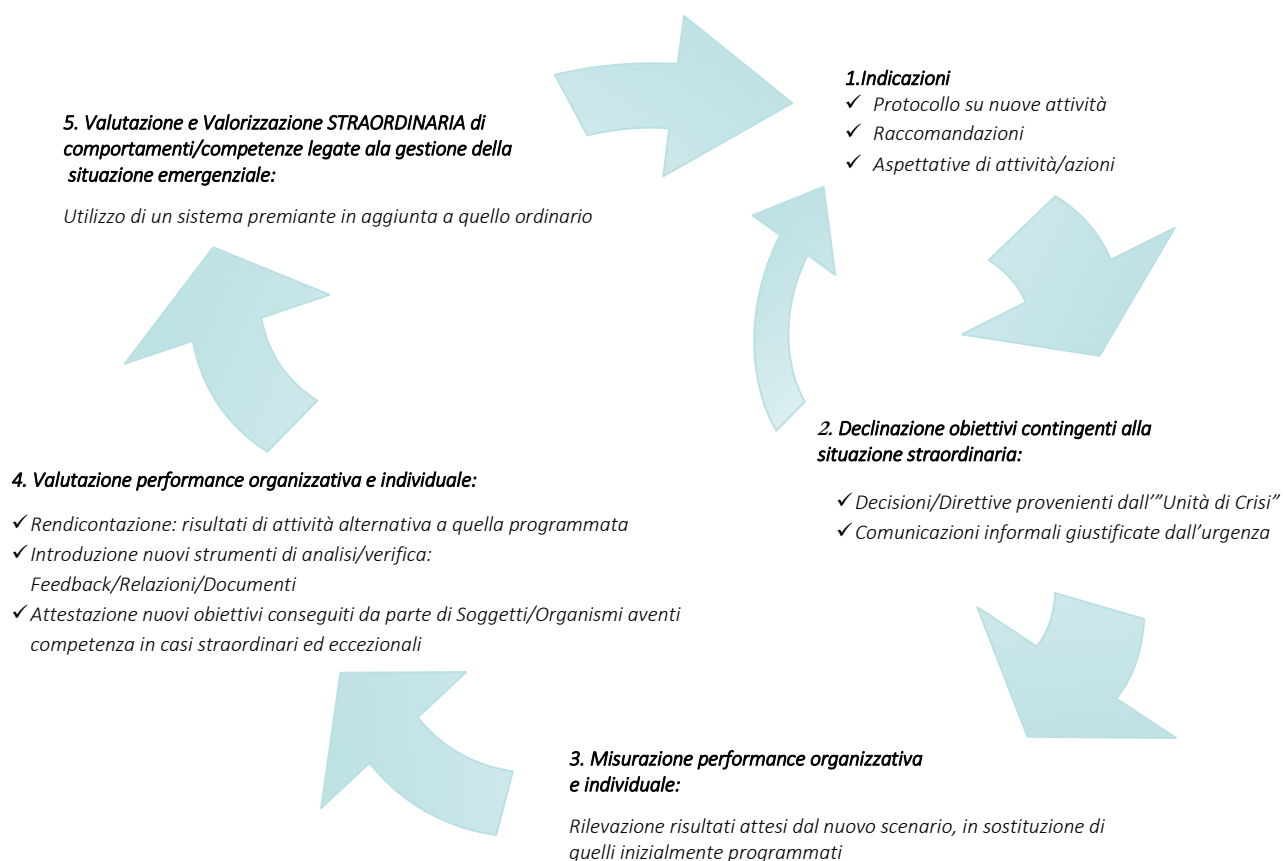 1.Indicazioni
✓ Protocollo su nuove attività
✓ Raccomandazioni
✓ Aspettative di attività/azioni
2. Declinazione obiettivi contingenti alla
situazione straordinaria:
✓ Decisioni/Direttive provenienti dall'"Unità di Crisi"
✓ Comunicazioni informali giustificate dall'urgenza
3. Misurazione performance organizzativa
e individuale:
Rilevazione risultati attesi dal nuovo scenario, in sostituzione di
quelli inizialmente programmati
4. Valutazione performance organizzativa e individuale:
✓ Rendicontazione: risultati di attività alternativa a quella programmata
✓ Introduzione nuovi strumenti di analisi/verifica:
Feedback/Relazioni/Documenti
✓ Attestazione nuovi obiettivi conseguiti da parte di Soggetti/Organismi aventi
competenza in casi straordinari ed eccezionali
5. Valutazione e Valorizzazione STRAORDINARIA di
comportamenti/competenze legate ala gestione della
situazione emergenziale:
Utilizzo di un sistema premiante in aggiunta a quello ordinario